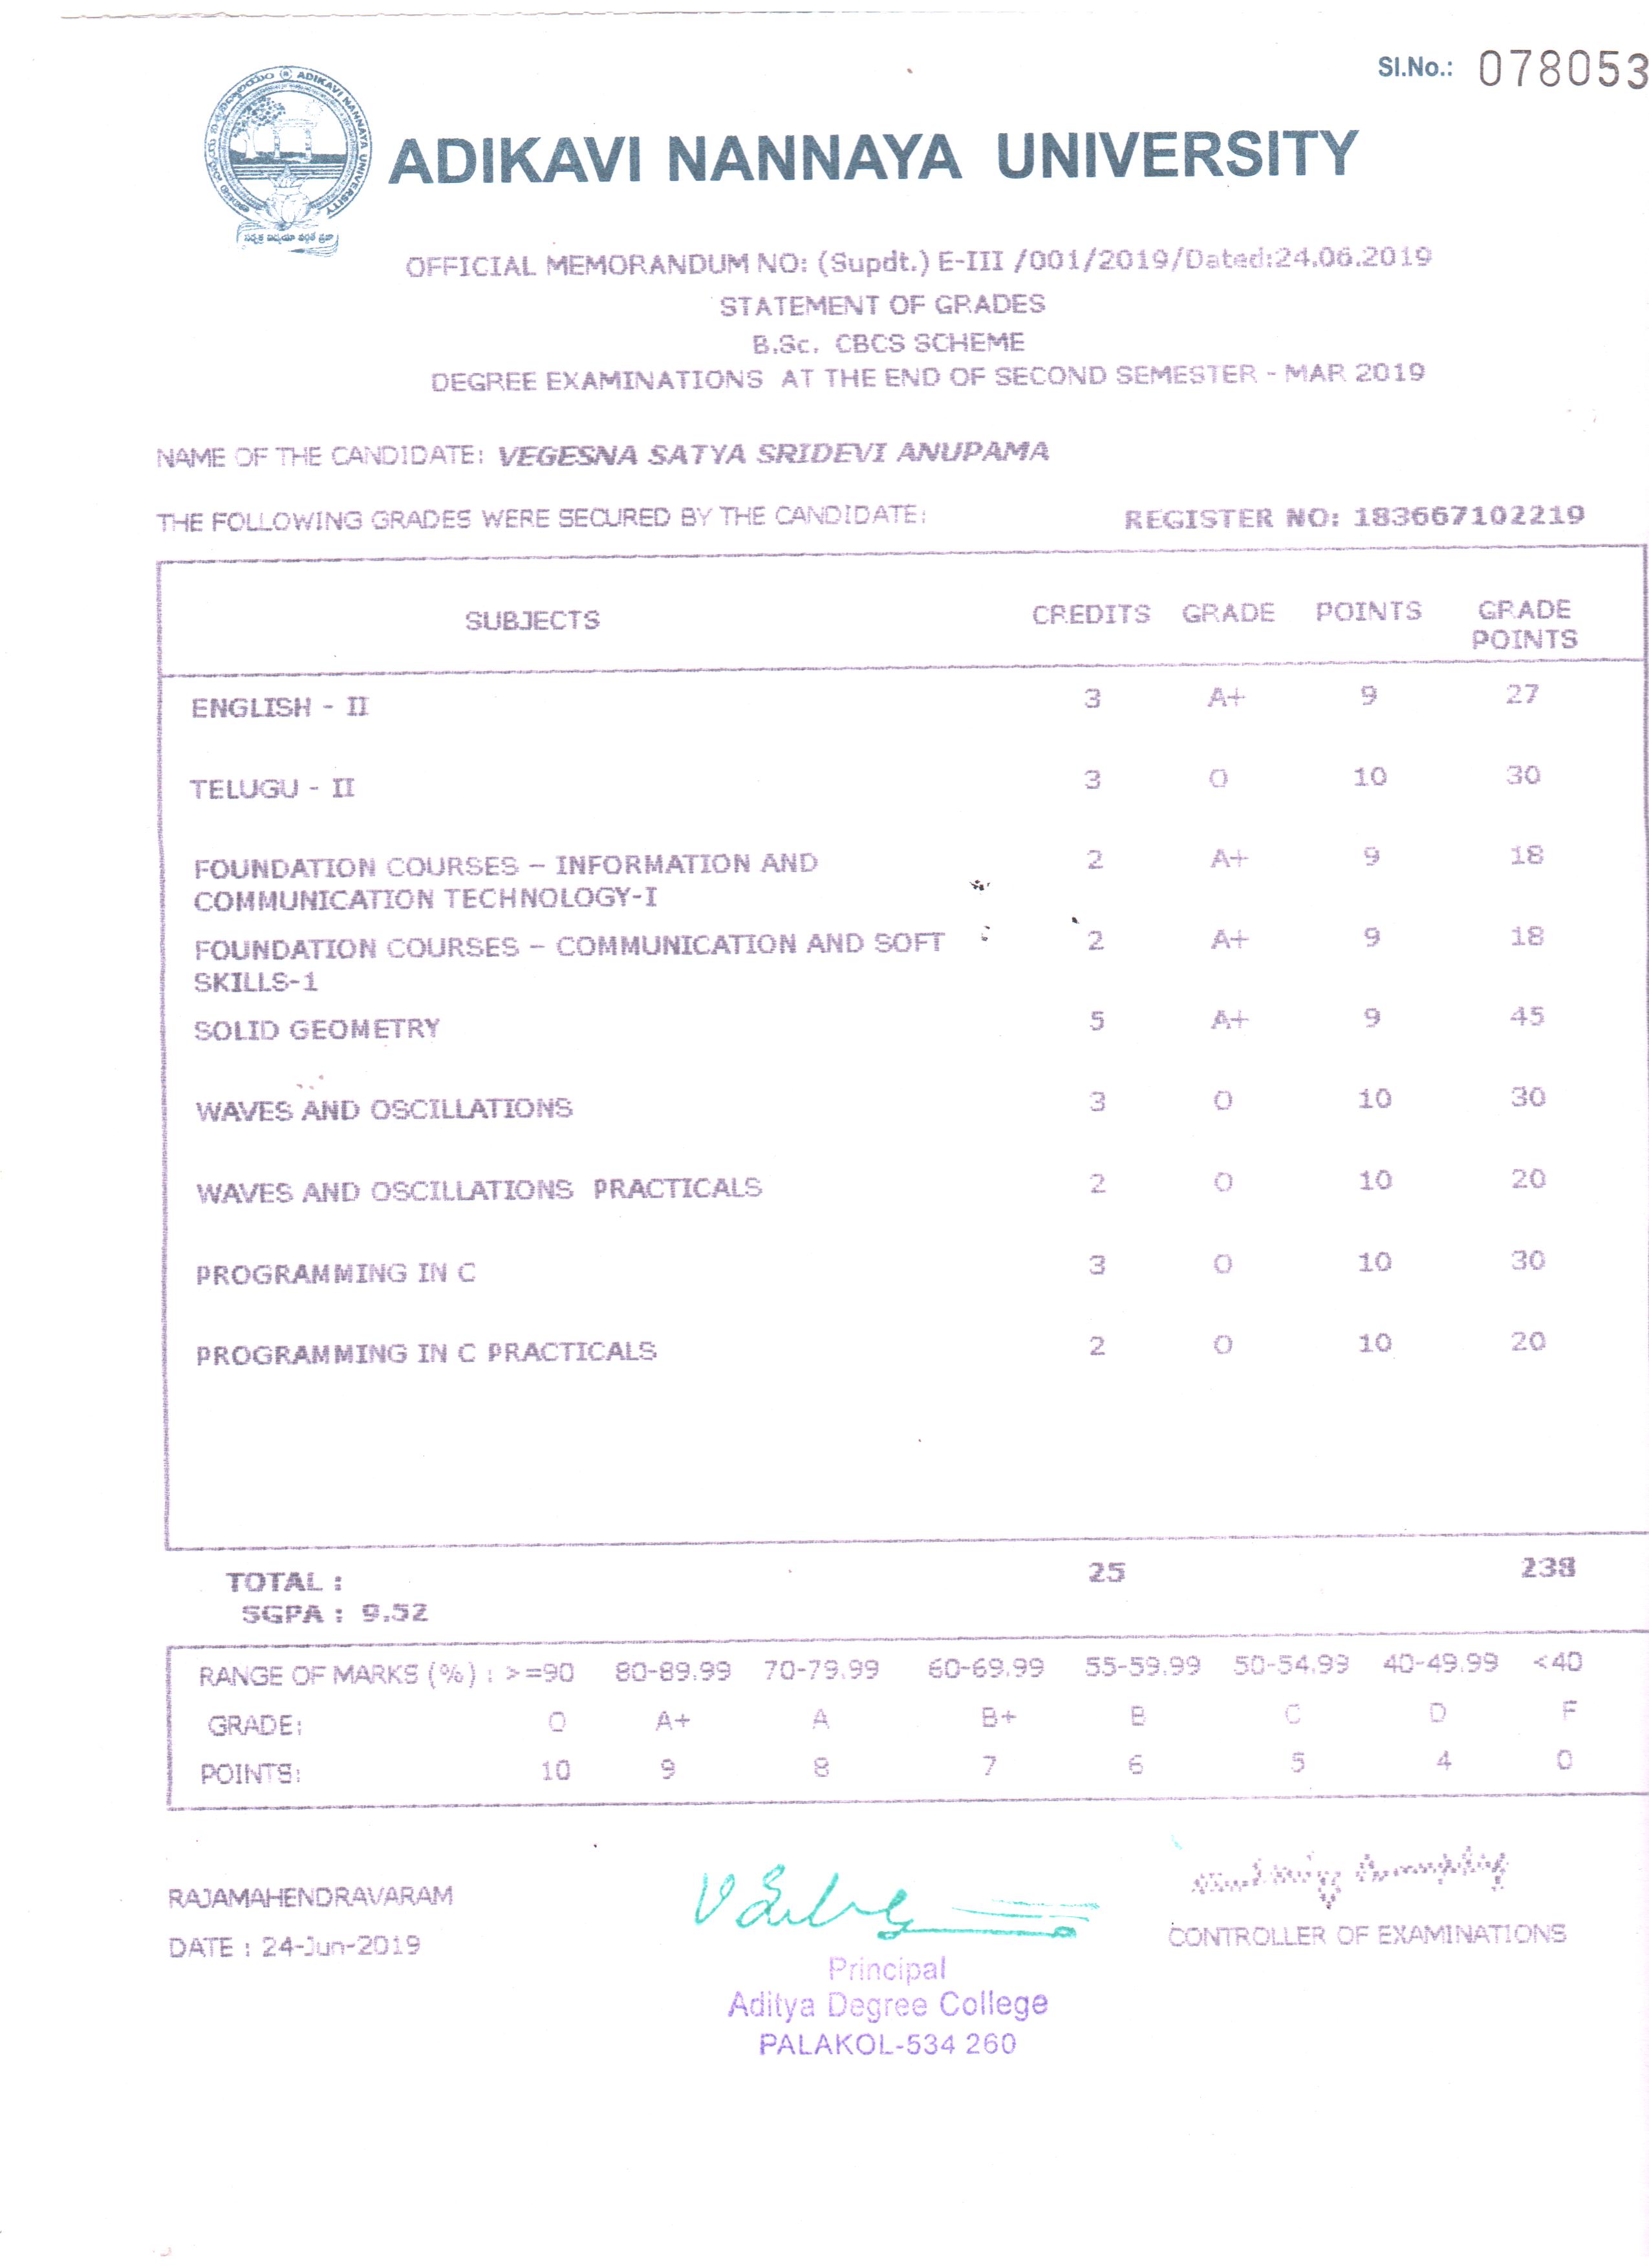 Sl.No.: 078053
ADIKAVI NANNAYA UNIVERSITY
OFFICIAL MEMORANDUM NO: (Supdt.) E-III /001/2019/Dated:24.06.2019
STATEMENT OF GRADES
B.Sc. CBCS SCHEME
DEGREE EXAMINATIONS AT THE END OF SECOND SEMESTER - MAR 2019
NAME OF THE CANDIDATE: VEGESNA SATYA SRIDEVI ANUPAMA
THE FOLLOWING GRADES WERE SECURED BY THE CANDIDATE: REGISTER NO: 183667102219
SUBJECTS CREDITS GRADE POINTS GRADE
POINTS
ENGLISH - II 3 A+ 9 27
TELUGU - II 3 O 10 30
FOUNDATION COURSES – INFORMATION AND 2 A+ 9 18
COMMUNICATION TECHNOLOGY-I
FOUNDATION COURSES – COMMUNICATION AND SOFT 2 A+ 9 18
SKILLS-1
SOLID GEOMETRY 5 A+ 9 45
WAVES AND OSCILLATIONS 3 O 10 30
WAVES AND OSCILLATIONS PRACTICALS 2 O 10 20
PROGRAMMING IN C 3 O 10 30
PROGRAMMING IN C PRACTICALS 2 O 10 20
TOTAL : 25 238
SGPA : 9.52
RANGE OF MARKS (%) : >=90 80-89.99 70-79.99 60-69.99 55-59.99 50-54.99 40-49.99 <40
GRADE: O A+ A B+ B C D F
POINTS: 10 9 8 7 6 5 4 0
RAJAMAHENDRAVARAM
DATE : 24-Jun-2019
CONTROLLER OF EXAMINATIONS
Principal
Aditya Degree College
PALAKOL-534 260